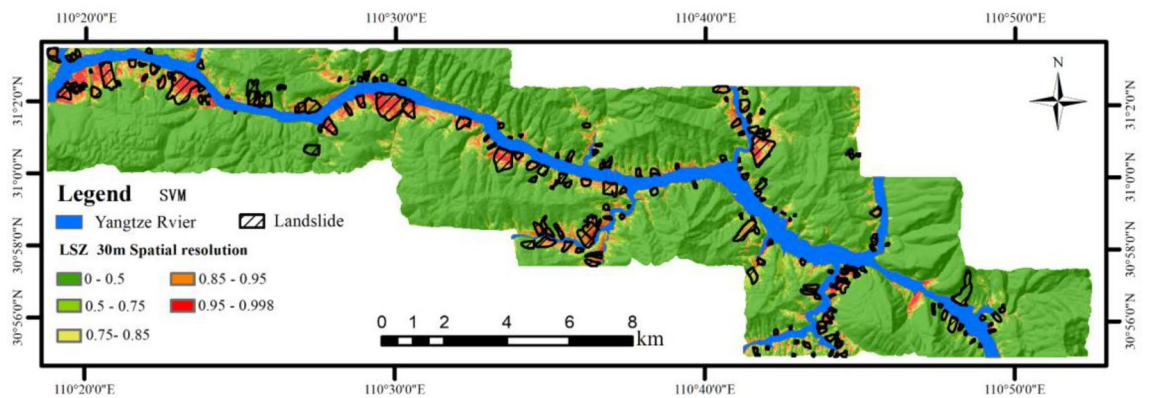 110°20'0"E 110°30'0"E 110°40'0"E 110°50'0"E
N
31°2'0"N 31°2'0"N
31°0'0"N 31°0'0"N
30°58'0"N 30°58'0"N
30°56'0"N 30°56'0"N
Legend SVM
Yangtze Rvier Landslide
LSZ 30m Spatial resolution
0 - 0.5 0.85 - 0.95
0.5 - 0.75 0.95 - 0.998
0.75- 0.85
0 1 2 4 6 8
km
110°20'0"E 110°30'0"E 110°40'0"E 110°50'0"E